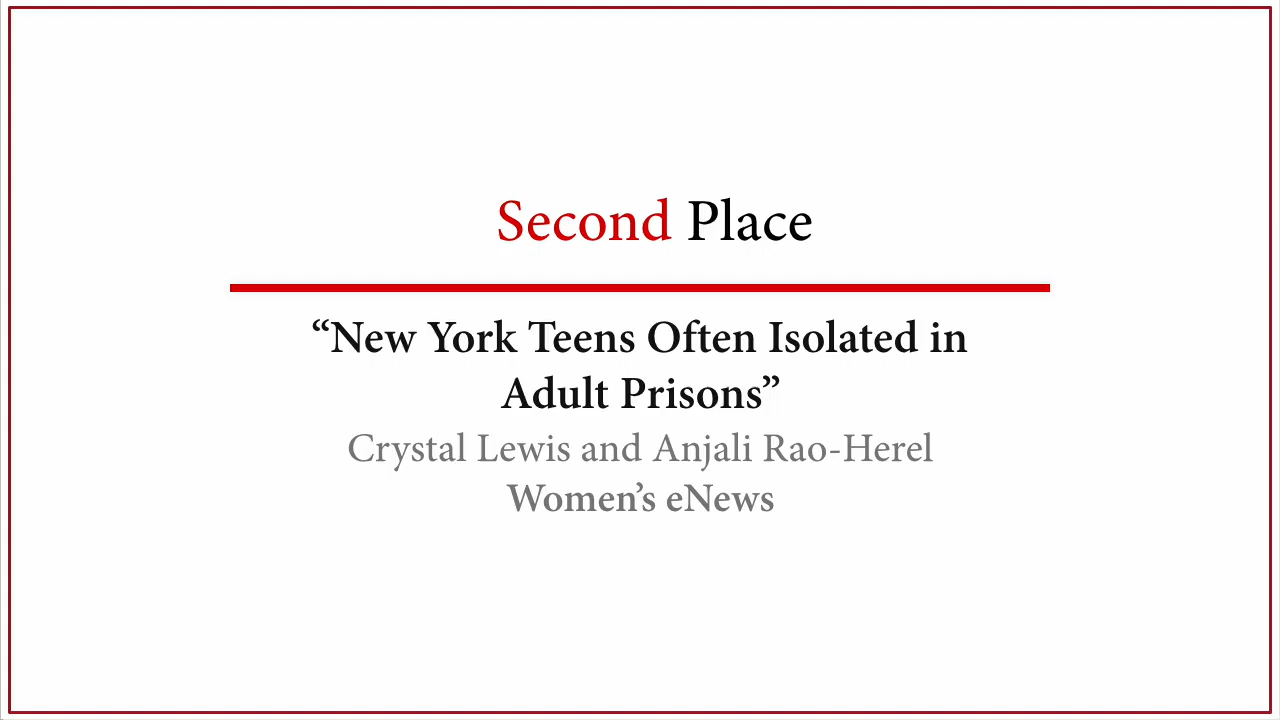 Second Place
“New York Teens Often Isolated in
Adult Prisons”
Crystal Lewis and Anjali Rao-Herel
Women’s eNews